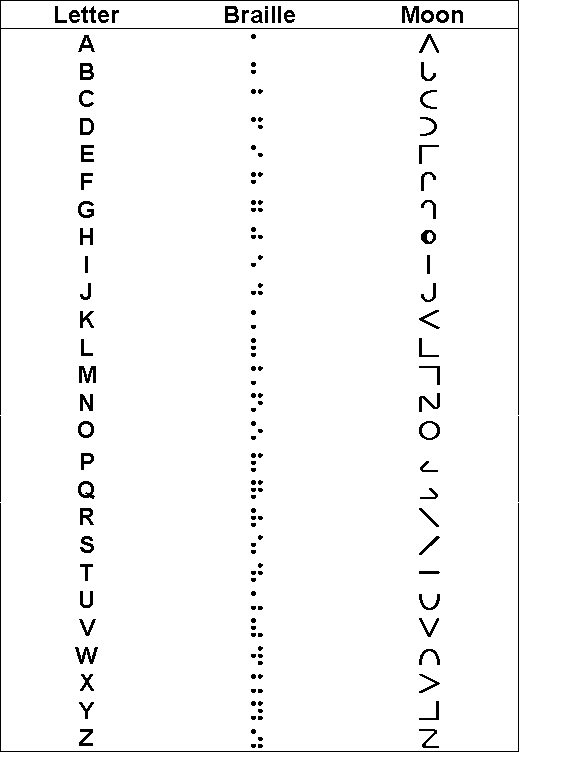 Letter Braille Moon
A ⠁
B ⠃
C ⠉
D ⠙
E ⠑
F ⠋
G ⠛
H ⠓
I ⠊
J ⠚
K ⠅
L ⠇
M ⠍
N ⠝
O ⠕
P ⠏
Q ⠟
R ⠗
S ⠎
T ⠞
U ⠥
V ⠧
W ⠺
X ⠭
Y ⠽
Z ⠵